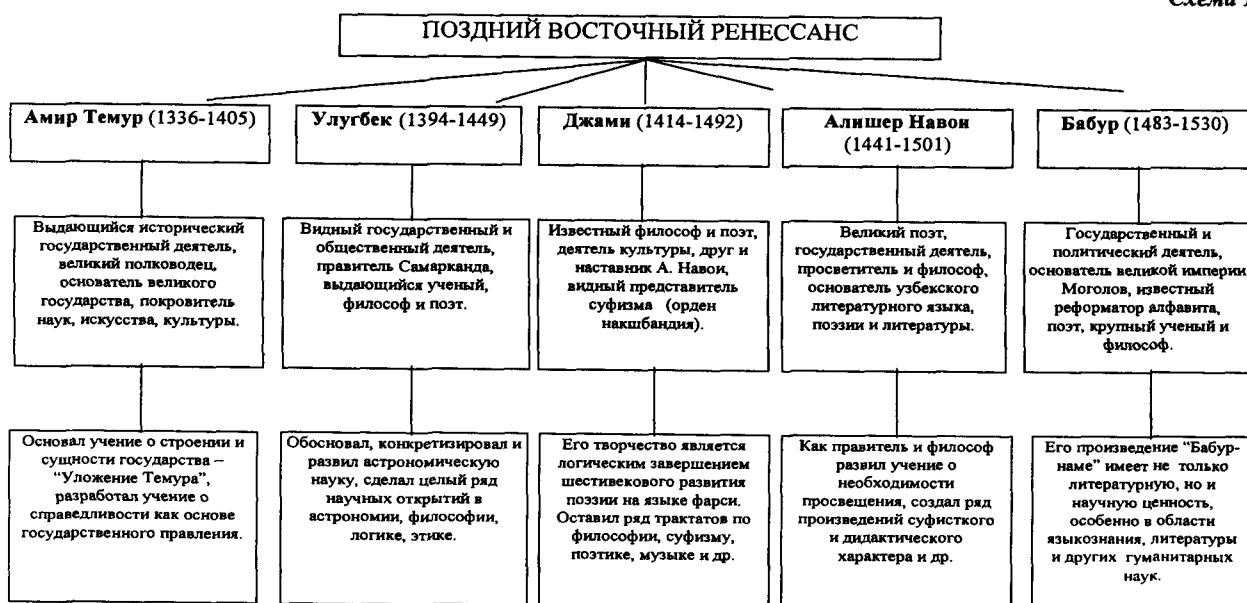 Схема
ПОЗДНИЙ ВОСТОЧНЫЙ РЕНЕССАНС
Амир Темур (1336-1405)
Улугбек (1394-1449)
Джами (1414-1492)
Алишер Навои
(1441-1501)
Бабур (1483-1530)
Выдающийся исторический
государственный деятель,
великий полководец,
основатель великого
государства, покровитель
наук, искусства, культуры.
Видный государственный и
общественный деятель,
правитель Самарканда,
выдающийся ученый,
философ и поэт.
Известный философ и поэт,
деятель культуры, друг и
наставник А. Навои,
видный представитель
суфизма (орден
накшбандия).
Великий поэт,
государственный деятель,
просветитель и философ,
основатель узбекского
литературного языка,
поэзии и литературы.
Государственный и
политический деятель,
основатель великой империи
Моголов, известный
реформатор алфавита,
поэт, крупный ученый и
философ.
Основал учение о строении и
сущности государства –
“Уложение Темура”,
разработал учение о
справедливости как основе
государственного правления.
Обосновал, конкретизировал и
развил астрономическую
науку, сделал целый ряд
научных открытий в
астрономии, философии,
логике, этике.
Его творчество является
логическим завершением
шестивекового развития
поэзии на языке фарси.
Оставил ряд трактатов по
философии, суфизму,
поэтике, музыке и др.
Как правитель и философ
развил учение о
необходимости
просвещения, создал ряд
произведений суфисткого
и дидактического
характера и др.
Его произведение “Бабур-
наме” имеет не только
литературную, но и
научную ценность,
особенно в области
языкознания, литературы
и других гуманитарных
наук.